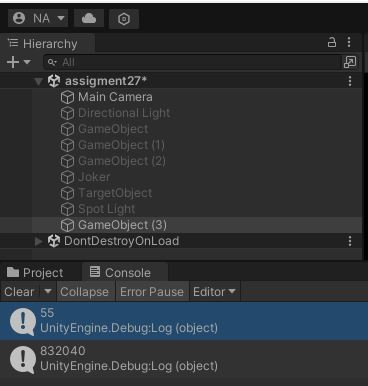 NA
Hierarchy
All
assigment27*
Main Camera
Directional Light
GameObject
GameObject (1)
GameObject (2)
Joker
TargetObject
Spot Light
GameObject (3)
DontDestroyOnLoad
Project Console
Clear Collapse Error Pause Editor
55
UnityEngine.Debug:Log (object)
832040
UnityEngine.Debug:Log (object)